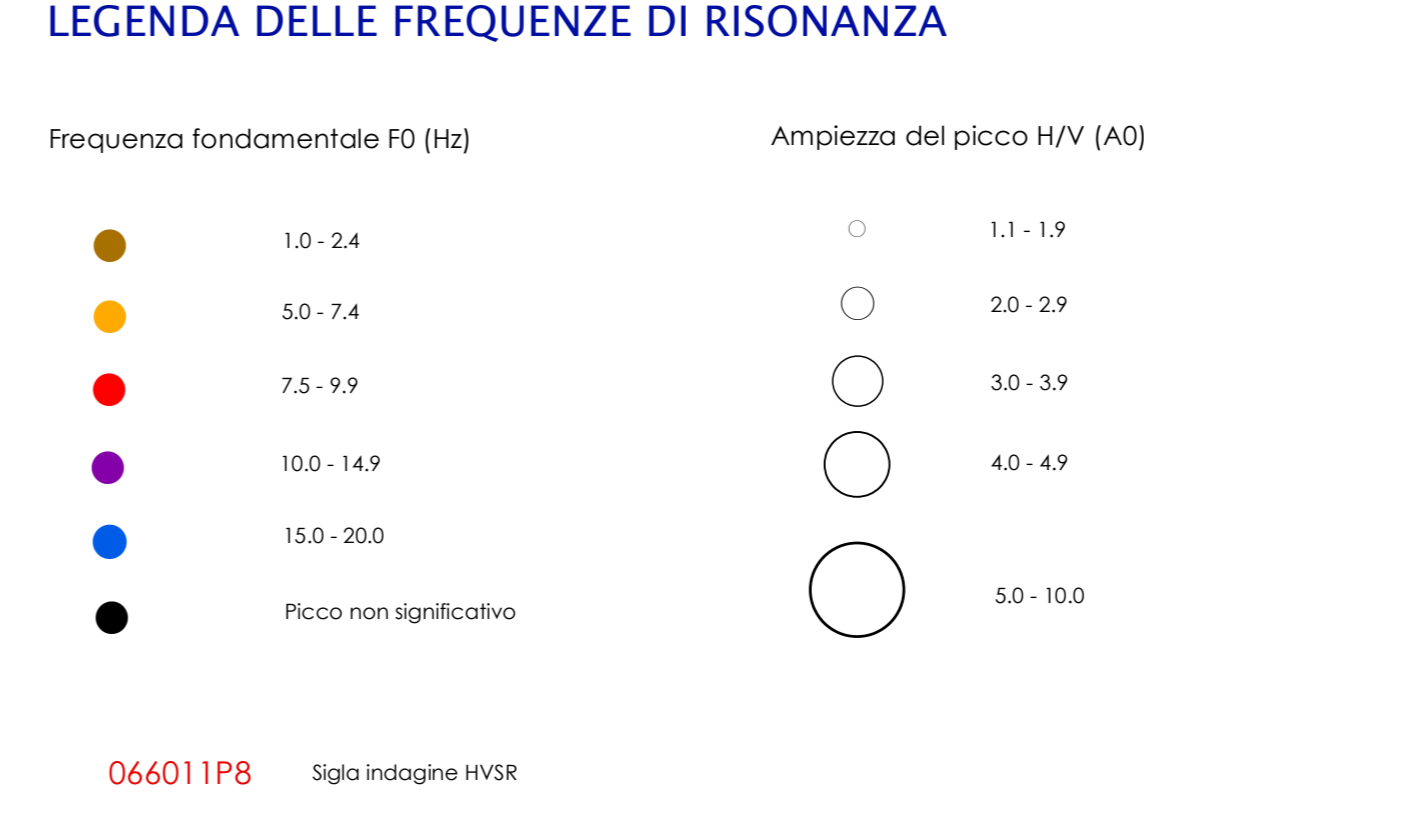 LEGENDA DELLE FREQUENZE DI RISONANZA
Frequenza fondamentale F0 (Hz)
1.0 - 2.4
5.0 - 7.4
7.5 - 9.9
10.0 - 14.9
15.0 - 20.0
Picco non significativo
Ampiezza del picco H/V (A0)
1.1 - 1.9
2.0 - 2.9
3.0 - 3.9
4.0 - 4.9
5.0 - 10.0
066011P8 Sigla indagine HVSR